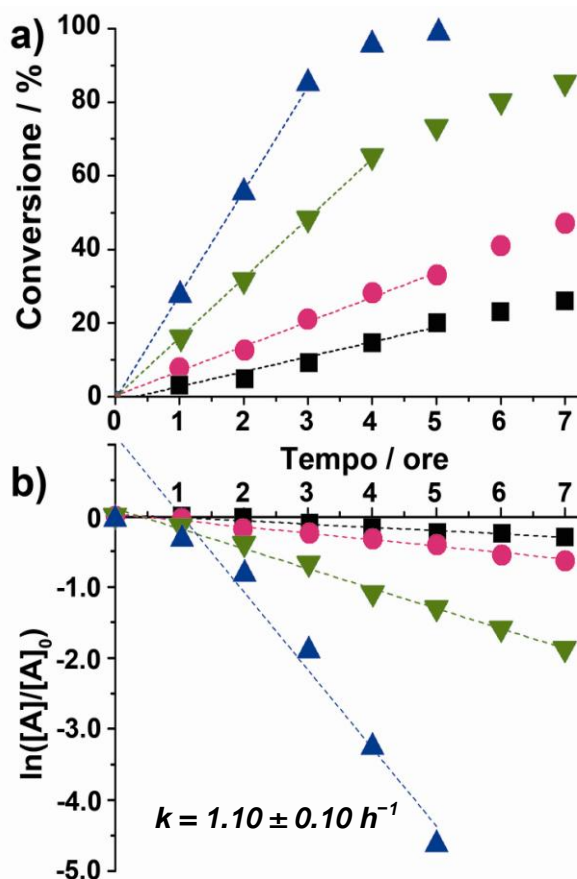 a)
Conversione / %
100
80
60
40
20
0
0 1 2 3 4 5 6 7
Tempo / ore
b)
1 2 3 4 5 6 7
ln([A]/[A]₀)
0
-1.0
-2.0
-3.0
-4.0
-4.5
-5.0
k = 1.10 ± 0.10 h⁻¹